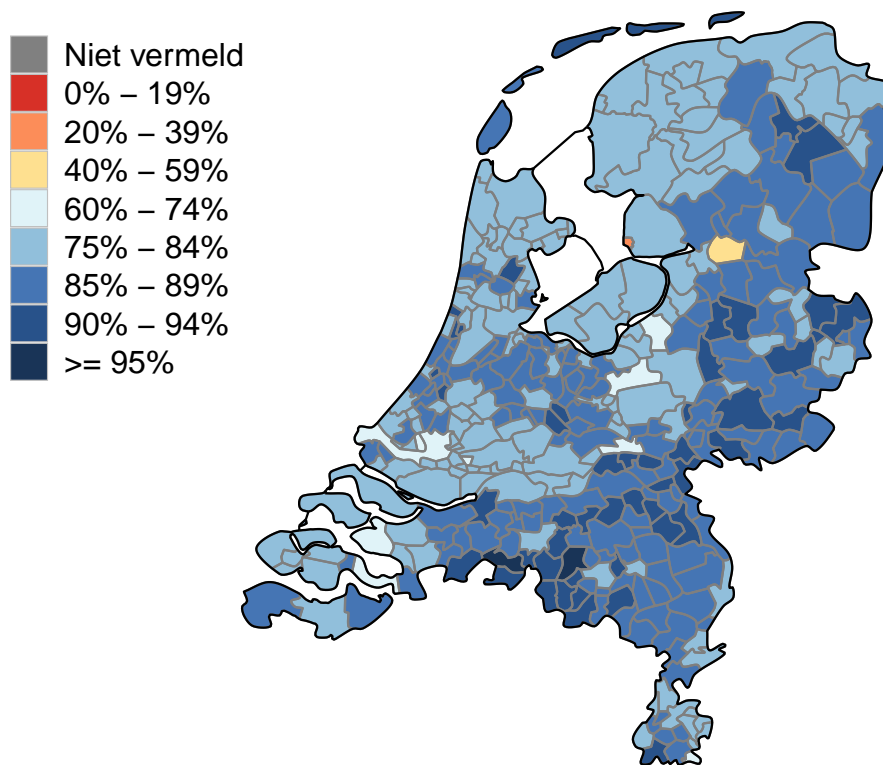 Niet vermeld
0% – 19%
20% – 39%
40% – 59%
60% – 74%
75% – 84%
85% – 89%
90% – 94%
>= 95%